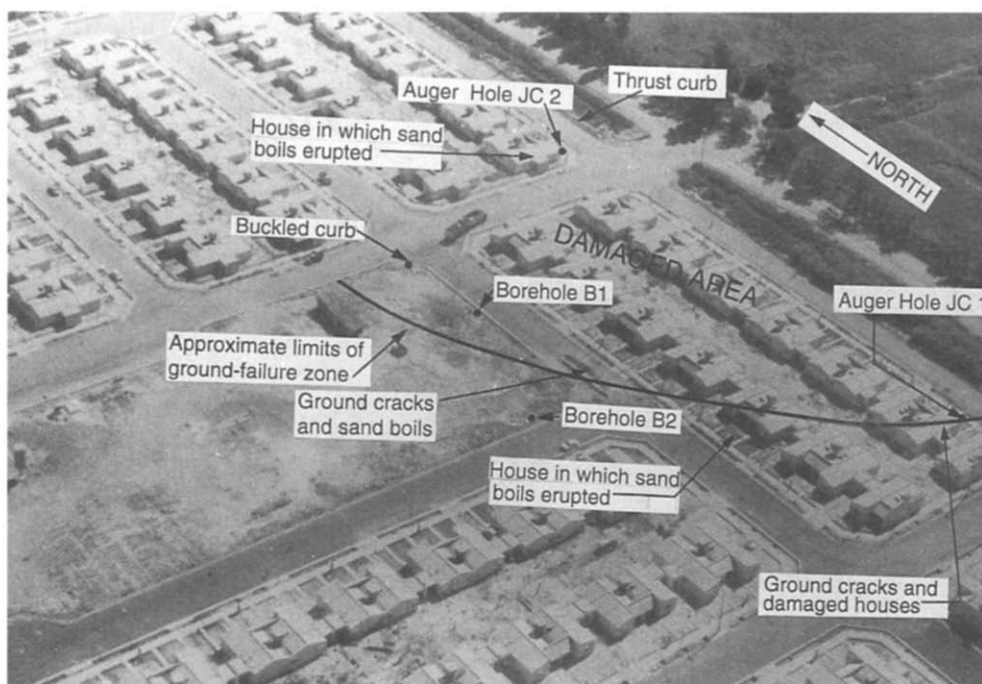 Auger Hole JC 2
Thrust curb
House in which sand
boils erupted
NORTH
Buckled curb
DAMAGED AREA
Borehole B1
Auger Hole JC 1
Approximate limits of
ground-failure zone
Ground cracks
and sand boils
Borehole B2
House in which sand
boils erupted
Ground cracks and
damaged houses